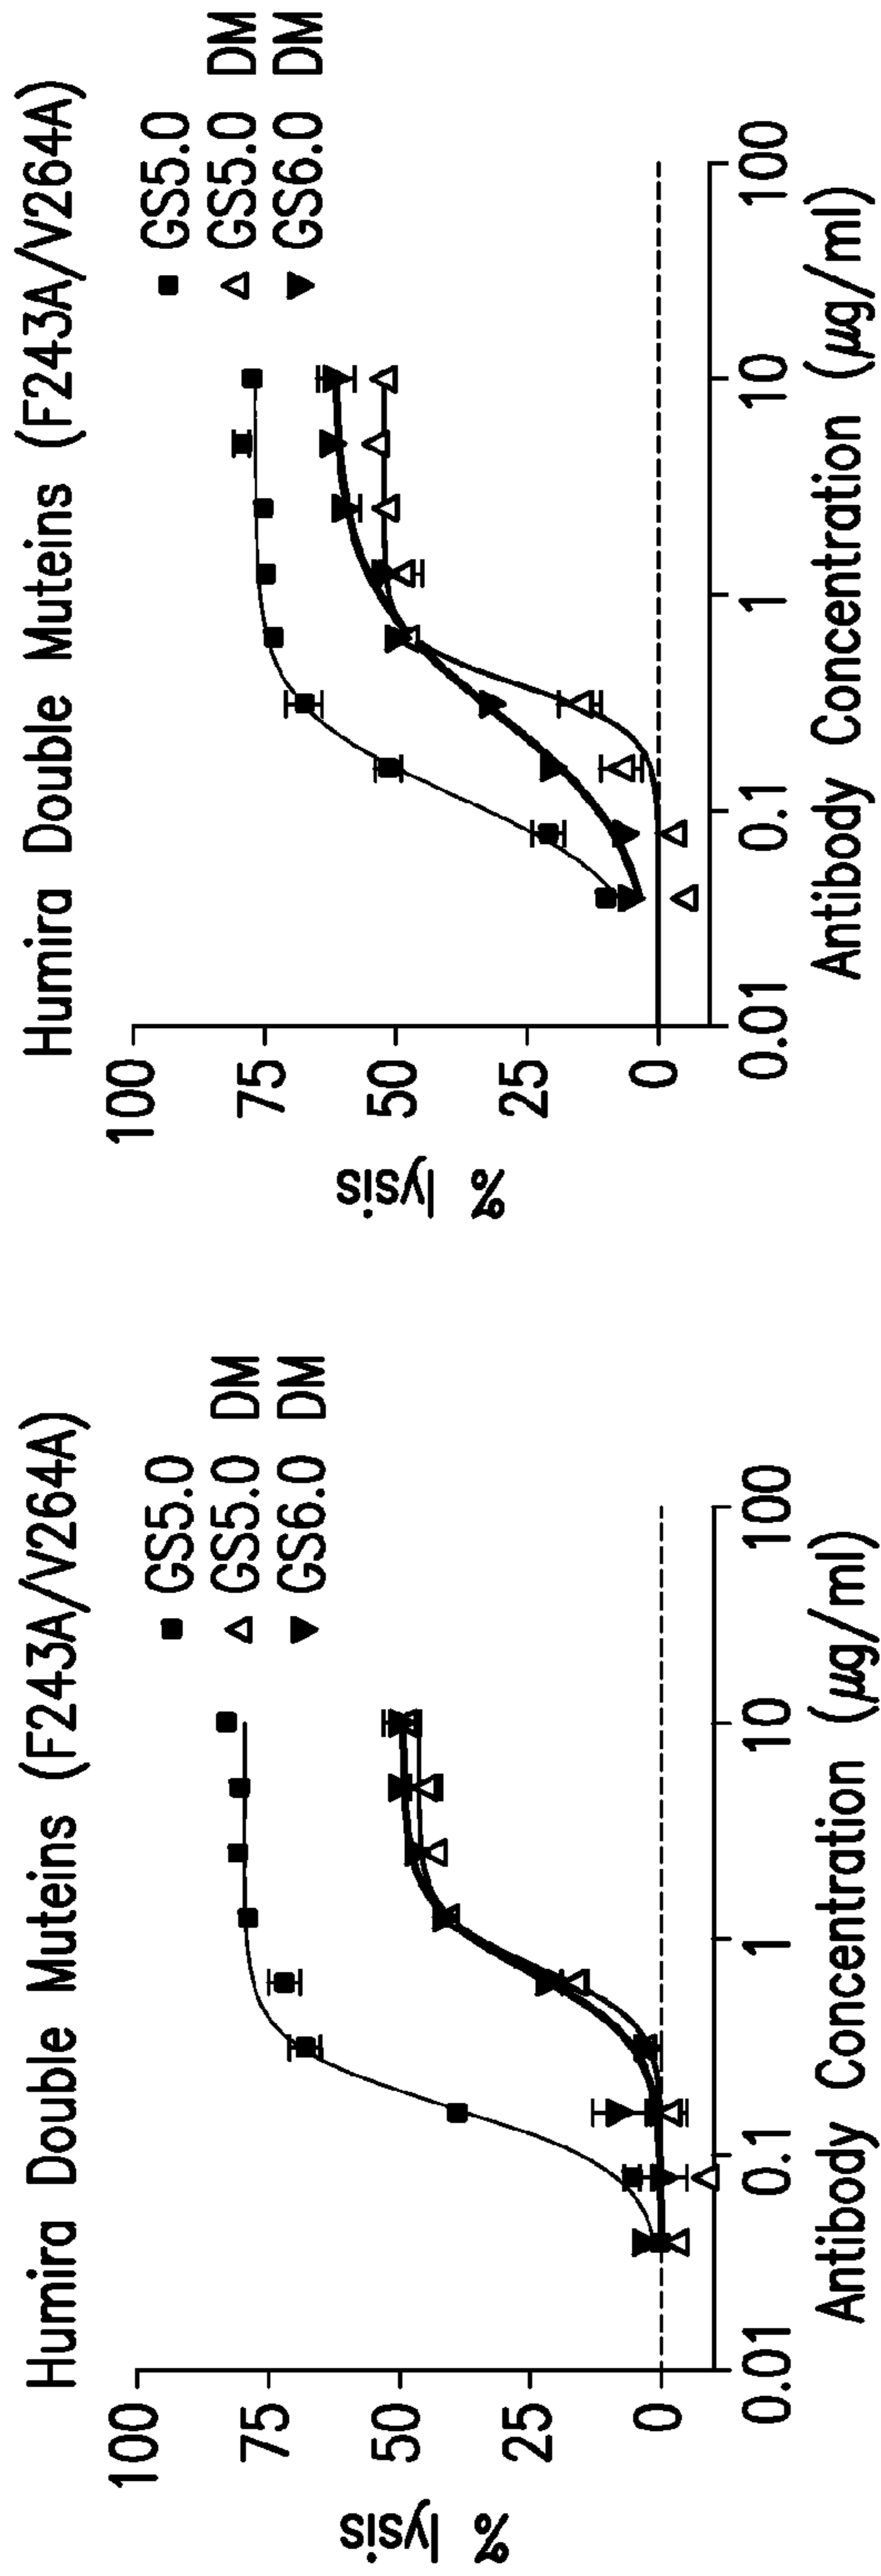 Humira Double Muteins (F243A/V264A)
GS5.0
GS5.0 DM
GS6.0 DM
100
75
50
25
0
% lysis
0.01
0.1
1
10
100
Antibody Concentration (µg/ml)
Humira Double Muteins (F243A/V264A)
GS5.0
GS5.0 DM
GS6.0 DM
100
75
50
25
0
% lysis
0.01
0.1
1
10
100
Antibody Concentration (µg/ml)